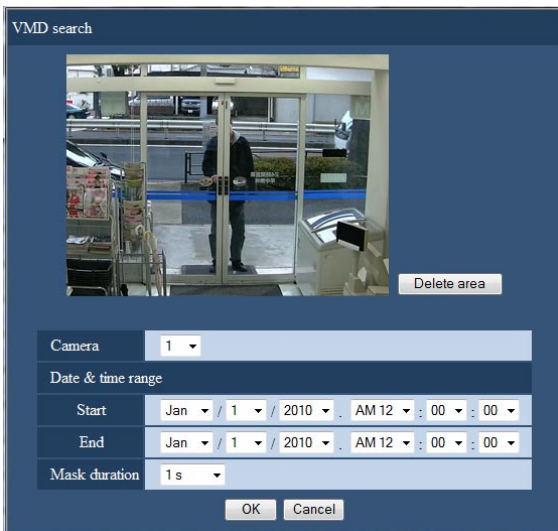 VMD search
Delete area
Camera 1
Date & time range
Start Jan / 1 / 2010 . AM 12 : 00 : 00
End Jan / 1 / 2010 . AM 12 : 00 : 00
Mask duration 1 s
OK Cancel